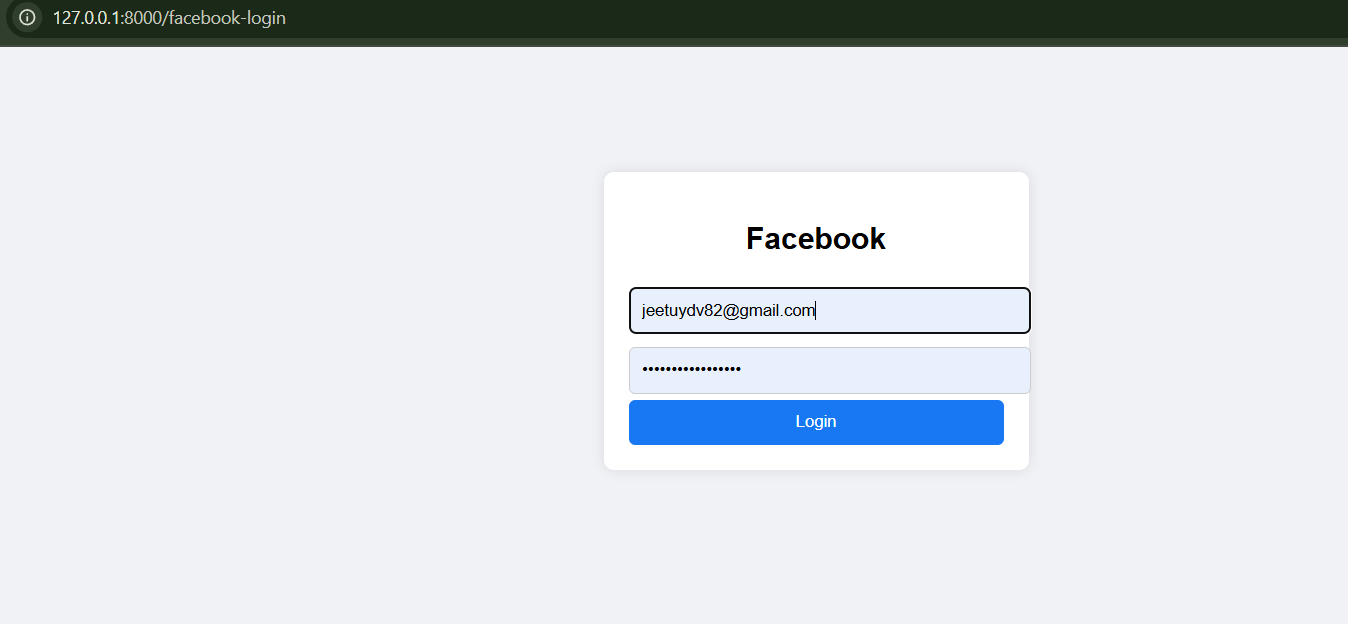 127.0.0.1:8000/facebook-login
Facebook
jeetuydv82@gmail.com
•••••••••••••••••
Login